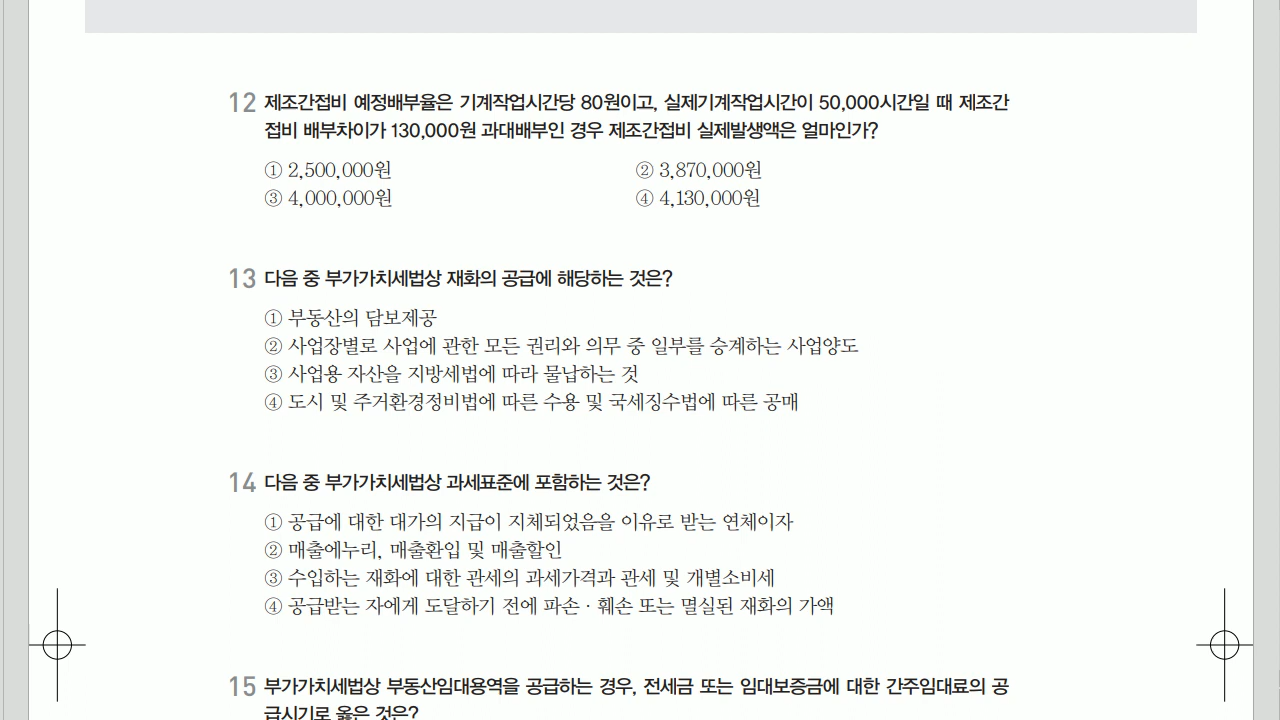 12 제조간접비 예정배부율은 기계작업시간당 80원이고, 실제기계작업시간이 50,000시간일 때 제조간
접비 배부차이가 130,000원 과대배부인 경우 제조간접비 실제발생액은 얼마인가?
① 2,500,000원 ② 3,870,000원
③ 4,000,000원 ④ 4,130,000원
13 다음 중 부가가치세법상 재화의 공급에 해당하는 것은?
① 부동산의 담보제공
② 사업장별로 사업에 관한 모든 권리와 의무 중 일부를 승계하는 사업양도
③ 사업용 자산을 지방세법에 따라 물납하는 것
④ 도시 및 주거환경정비법에 따른 수용 및 국세징수법에 따른 공매
14 다음 중 부가가치세법상 과세표준에 포함하는 것은?
① 공급에 대한 대가의 지급이 지체되었음을 이유로 받는 연체이자
② 매출에누리, 매출환입 및 매출할인
③ 수입하는 재화에 대한 관세의 과세가격과 관세 및 개별소비세
④ 공급받는 자에게 도달하기 전에 파손·훼손 또는 멸실된 재화의 가액
15 부가가치세법상 부동산임대용역을 공급하는 경우, 전세금 또는 임대보증금에 대한 간주임대료의 공
급시기로 옳은 것은?